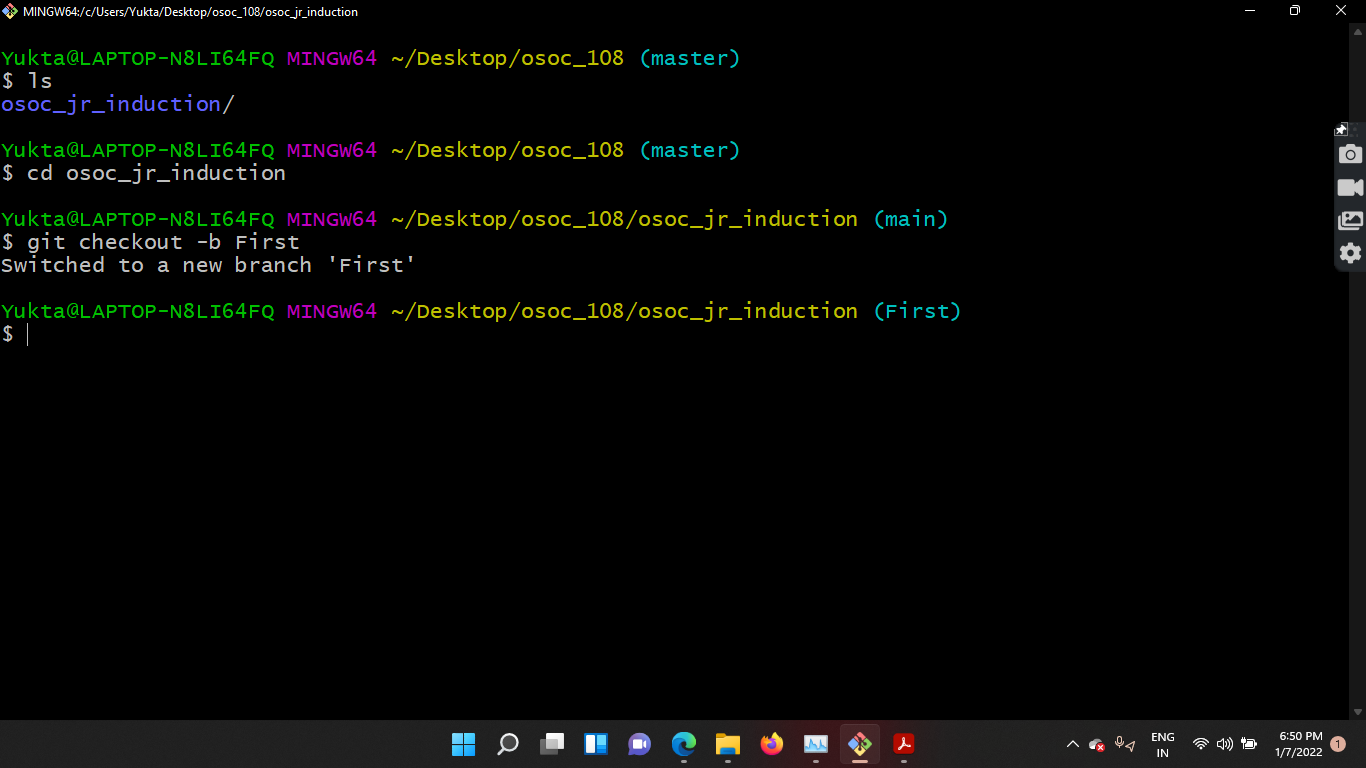 MINGW64:/c/Users/Yukta/Desktop/osoc_108/osoc_jr_induction
Yukta@LAPTOP-N8LI64FQ MINGW64 ~/Desktop/osoc_108 (master)
$ ls
osoc_jr_induction/
Yukta@LAPTOP-N8LI64FQ MINGW64 ~/Desktop/osoc_108 (master)
$ cd osoc_jr_induction
Yukta@LAPTOP-N8LI64FQ MINGW64 ~/Desktop/osoc_108/osoc_jr_induction (main)
$ git checkout -b First
Switched to a new branch 'First'
Yukta@LAPTOP-N8LI64FQ MINGW64 ~/Desktop/osoc_108/osoc_jr_induction (First)
$
ENG
IN
6:50 PM
1/7/2022
1